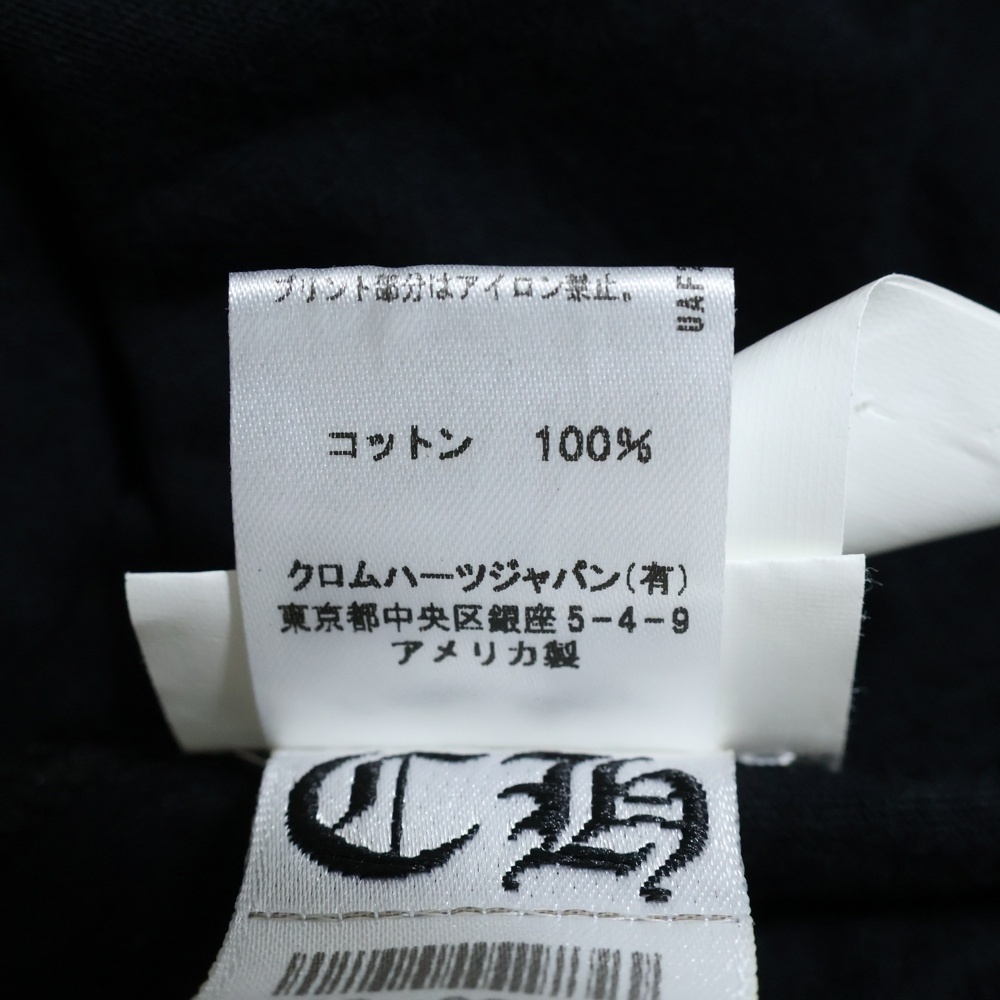 プリント部分はアイロン禁止。
コットン 100%
クロムハーツジャパン(有)
東京都中央区銀座5-4-9
アメリカ製
CH